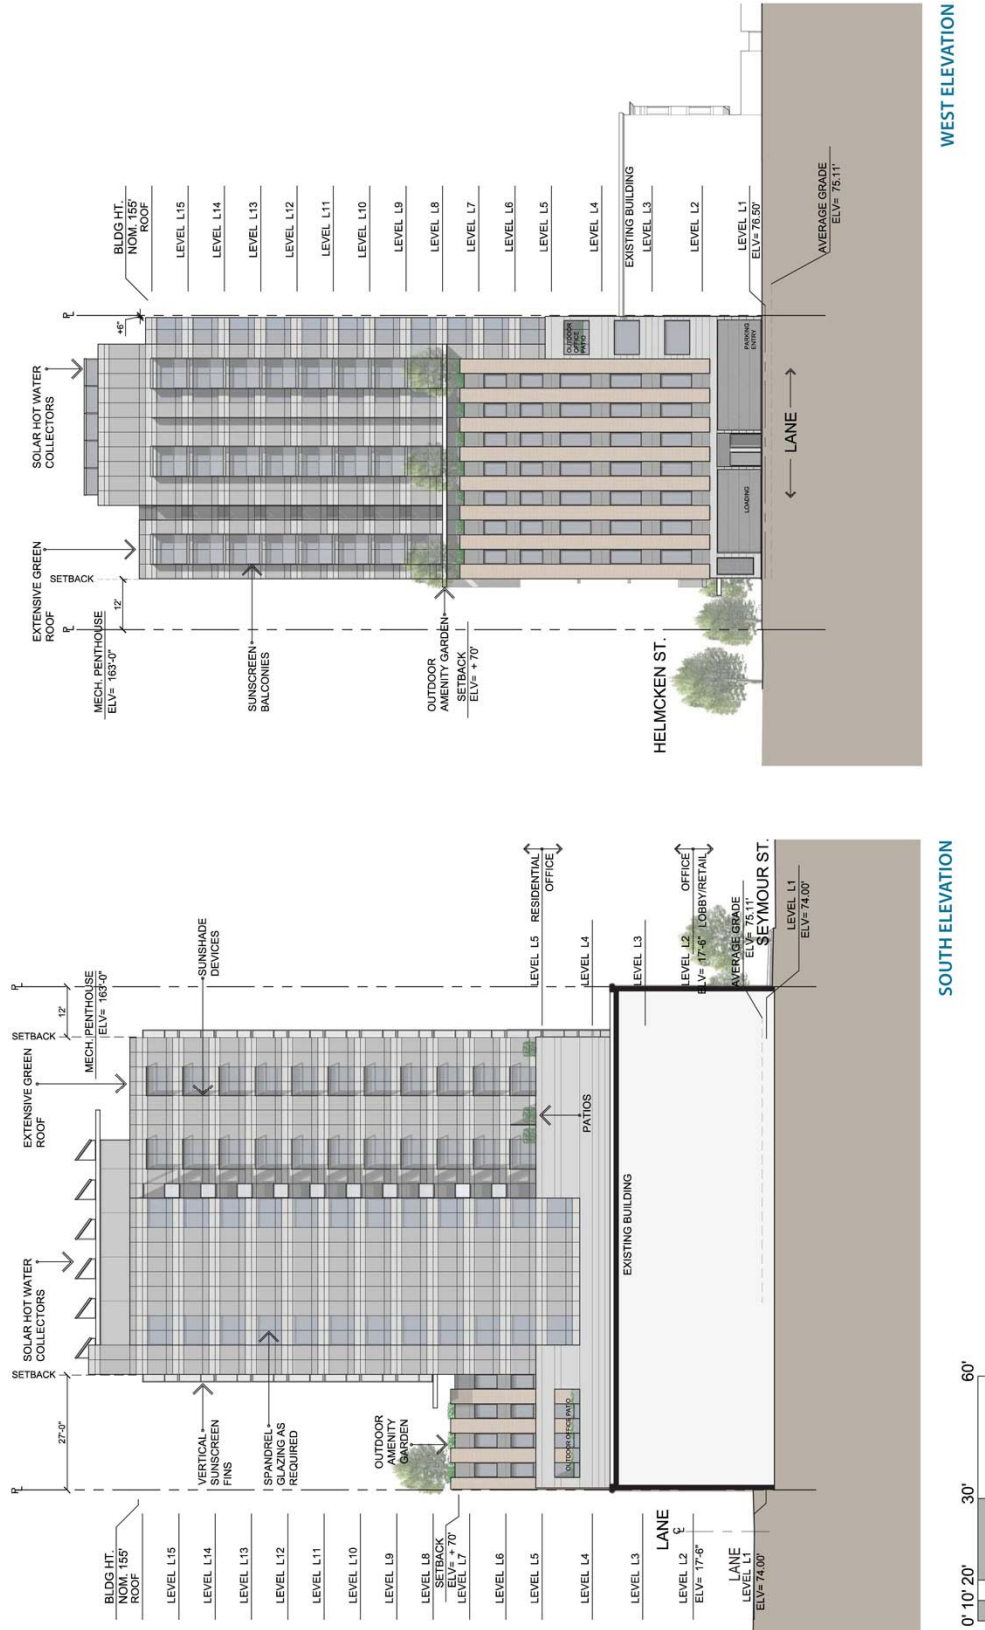 SOUTH ELEVATION
BLDG HT.
NOM. 155'
ROOF
LEVEL L15
LEVEL L14
LEVEL L13
LEVEL L12
LEVEL L11
LEVEL L10
LEVEL L9
LEVEL L8
SETBACK
ELV= + 70'
LEVEL L7
LEVEL L6
LEVEL L5
LEVEL L4
LEVEL L3
LEVEL L2
ELV= 17'-6"
LANE
LANE
LEVEL L1
ELV= 74.00'
27'-0"
SETBACK
SOLAR HOT WATER
COLLECTORS
VERTICAL
SUNSCREEN
FINS
SPANDREL
GLAZING AS
REQUIRED
OUTDOOR
AMENITY
GARDEN
OUTDOOR OFFICE PATIO
EXISTING BUILDING
PATIOS
EXTENSIVE GREEN
ROOF
SETBACK
12'
MECH. PENTHOUSE
ELV= 163'-0"
SUNSHADE
DEVICES
LEVEL L5
RESIDENTIAL
OFFICE
LEVEL L4
LEVEL L3
LEVEL L2
OFFICE
ELV= 17'-6"
LOBBY/RETAIL
AVERAGE GRADE
ELV= 75.11'
SEYMOUR ST.
LEVEL L1
ELV= 74.00'
0' 10' 20' 30' 60'
WEST ELEVATION
HELMCKEN ST.
MECH. PENTHOUSE
ELV= 163'-0"
12'
SETBACK
EXTENSIVE GREEN
ROOF
SOLAR HOT WATER
COLLECTORS
+6"
SUNSCREEN
BALCONIES
OUTDOOR
AMENITY GARDEN
SETBACK
ELV= + 70'
LOADING
LANE
PARKING
ENTRY
OUTDOOR
OFFICE
PATIO
BLDG HT.
NOM. 155'
ROOF
LEVEL L15
LEVEL L14
LEVEL L13
LEVEL L12
LEVEL L11
LEVEL L10
LEVEL L9
LEVEL L8
LEVEL L7
LEVEL L6
LEVEL L5
LEVEL L4
EXISTING BUILDING
LEVEL L3
LEVEL L2
LEVEL L1
ELV= 76.50'
AVERAGE GRADE
ELV= 75.11'